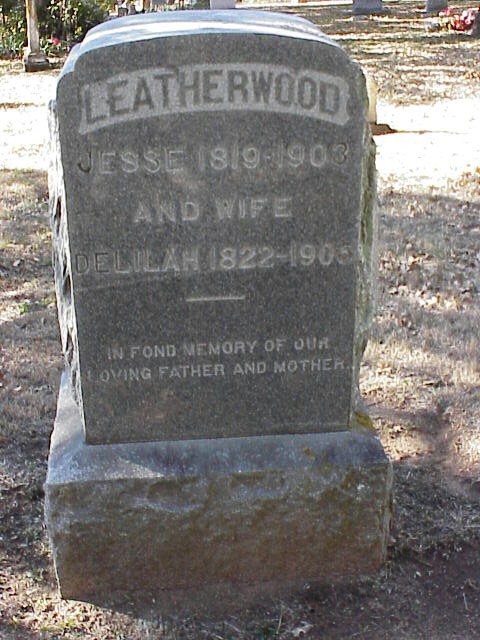 LEATHERWOOD
JESSE 1819-1903
AND WIFE
DELILAH 1822-1905
IN FOND MEMORY OF OUR
LOVING FATHER AND MOTHER.